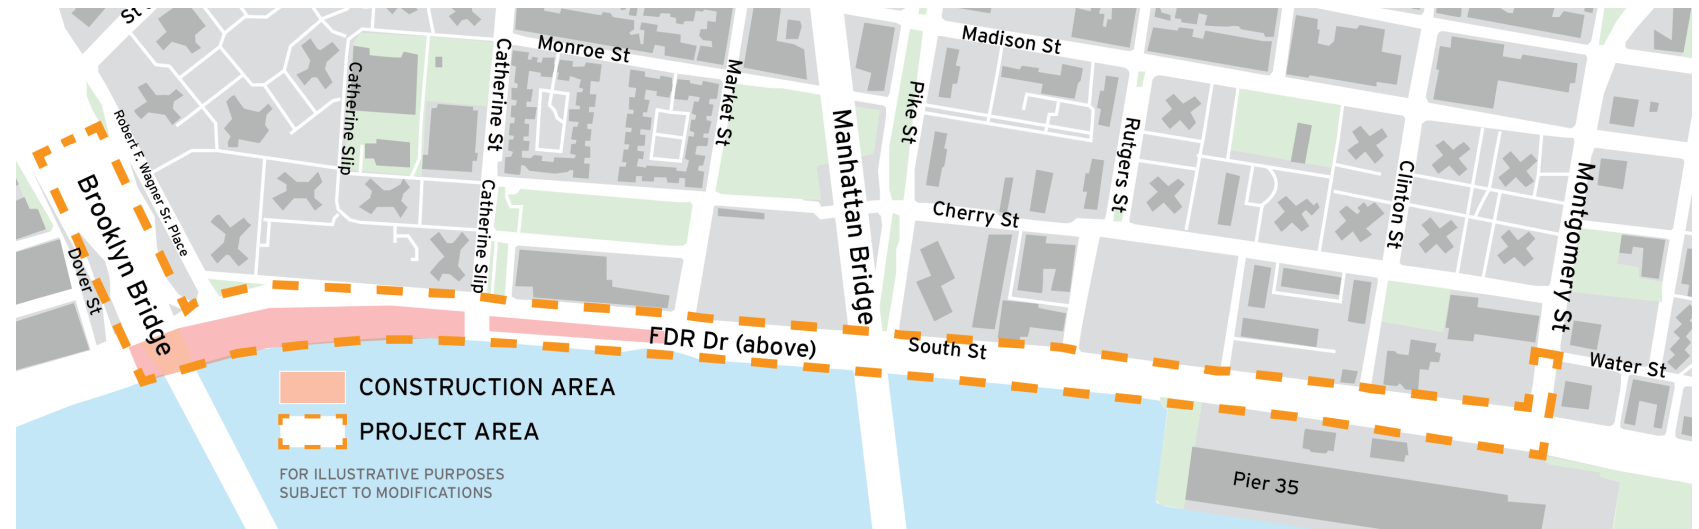 St
Monroe St
Madison St
Catherine Slip
Catherine St
Market St
Pike St
Robert F. Wagner Sr. Place
Manhattan Bridge
Rutgers St
Clinton St
Montgomery St
Brooklyn Bridge
Catherine Slip
Cherry St
Dover St
FDR Dr (above)
South St
Water St
CONSTRUCTION AREA
PROJECT AREA
FOR ILLUSTRATIVE PURPOSES
SUBJECT TO MODIFICATIONS
Pier 35